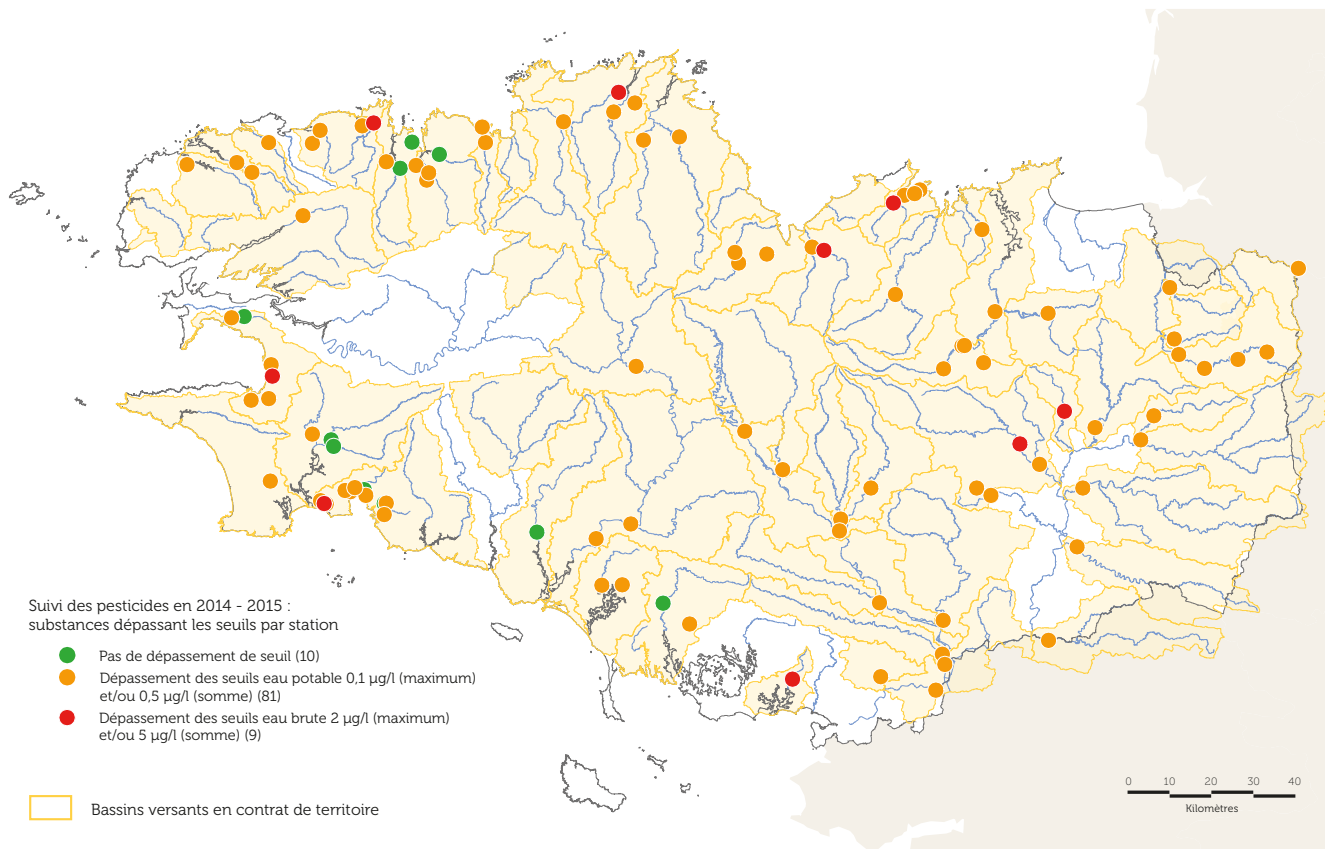 Suivi des pesticides en 2014 - 2015 :
substances dépassant les seuils par station
Pas de dépassement de seuil (10)
Dépassement des seuils eau potable 0,1 µg/l (maximum)
et/ou 0,5 µg/l (somme) (81)
Dépassement des seuils eau brute 2 µg/l (maximum)
et/ou 5 µg/l (somme) (9)
Bassins versants en contrat de territoire
0 10 20 30 40
Kilomètres